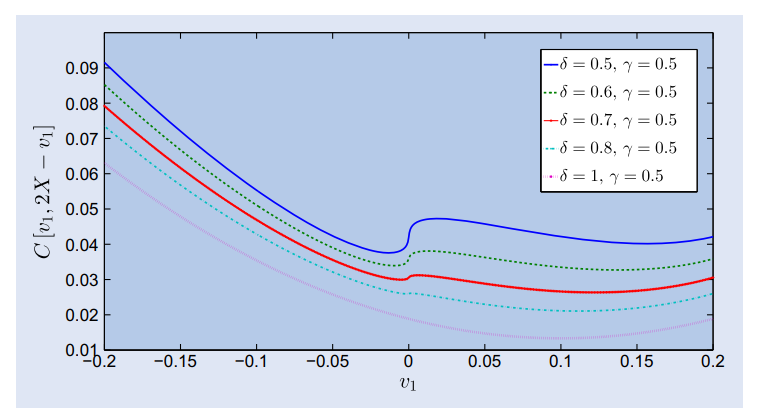 0.09
0.08
0.07
0.06
0.05
0.04
0.03
0.02
0.01
C [v₁, 2X − v₁]
δ = 0.5, γ = 0.5
δ = 0.6, γ = 0.5
δ = 0.7, γ = 0.5
δ = 0.8, γ = 0.5
δ = 1, γ = 0.5
−0.2 −0.15 −0.1 −0.05 0 0.05 0.1 0.15 0.2
v₁